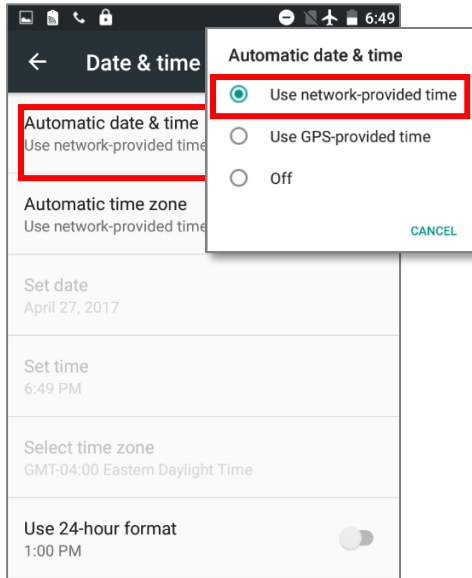 6:49
Date & time
Automatic date & time
Use network-provided time
Automatic time zone
Use network-provided time
Set date
April 27, 2017
Set time
6:49 PM
Select time zone
GMT-04:00 Eastern Daylight Time
Use 24-hour format
1:00 PM
Automatic date & time
Use network-provided time
Use GPS-provided time
Off
CANCEL